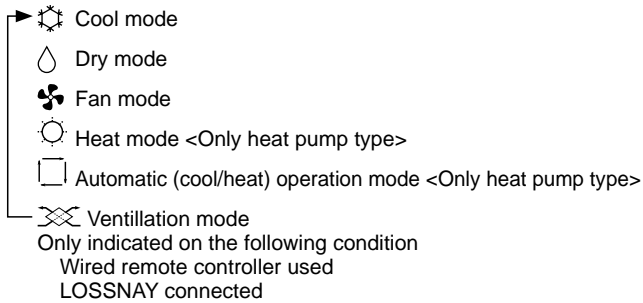 Cool mode
Dry mode
Fan mode
Heat mode <Only heat pump type>
Automatic (cool/heat) operation mode <Only heat pump type>
Ventillation mode
Only indicated on the following condition
Wired remote controller used
LOSSNAY connected